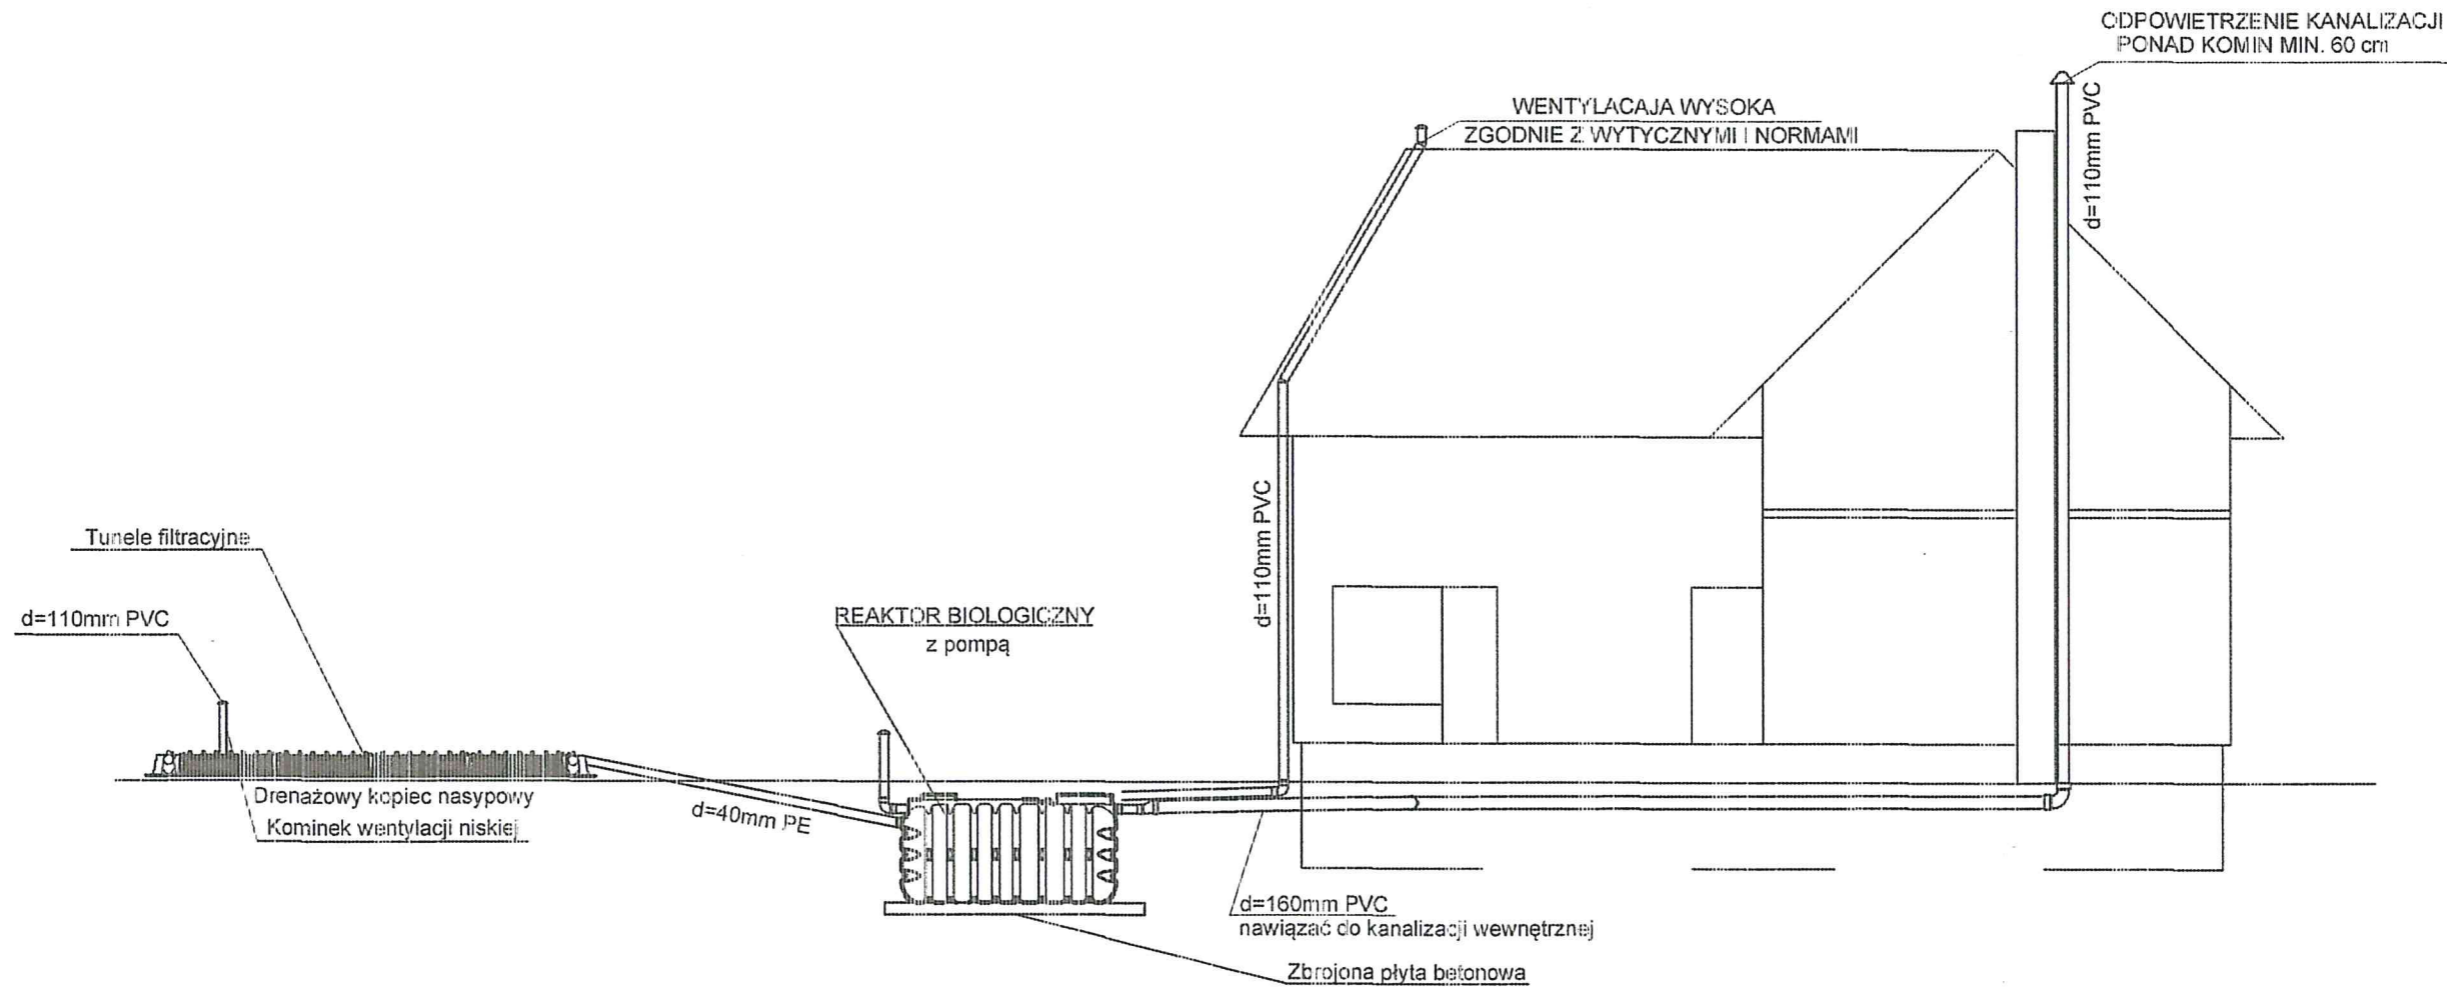 ODPOWIETRZENIE KANALIZACJI
PONAD KOMIN MIN. 60 cm
d=110mm PVC
WENTYLACAJA WYSOKA
ZGODNIE Z WYTYCZNYMI I NORMAMI
d=110mm PVC
Tunele filtracyjne
d=110mm PVC
REAKTOR BIOLOGICZNY
z pompą
Drenażowy kopiec nasypowy
Kominek wentylacji niskiej
d=40mm PE
d=160mm PVC
nawiązać do kanalizacji wewnętrznej
Zbrojona płyta betonowa